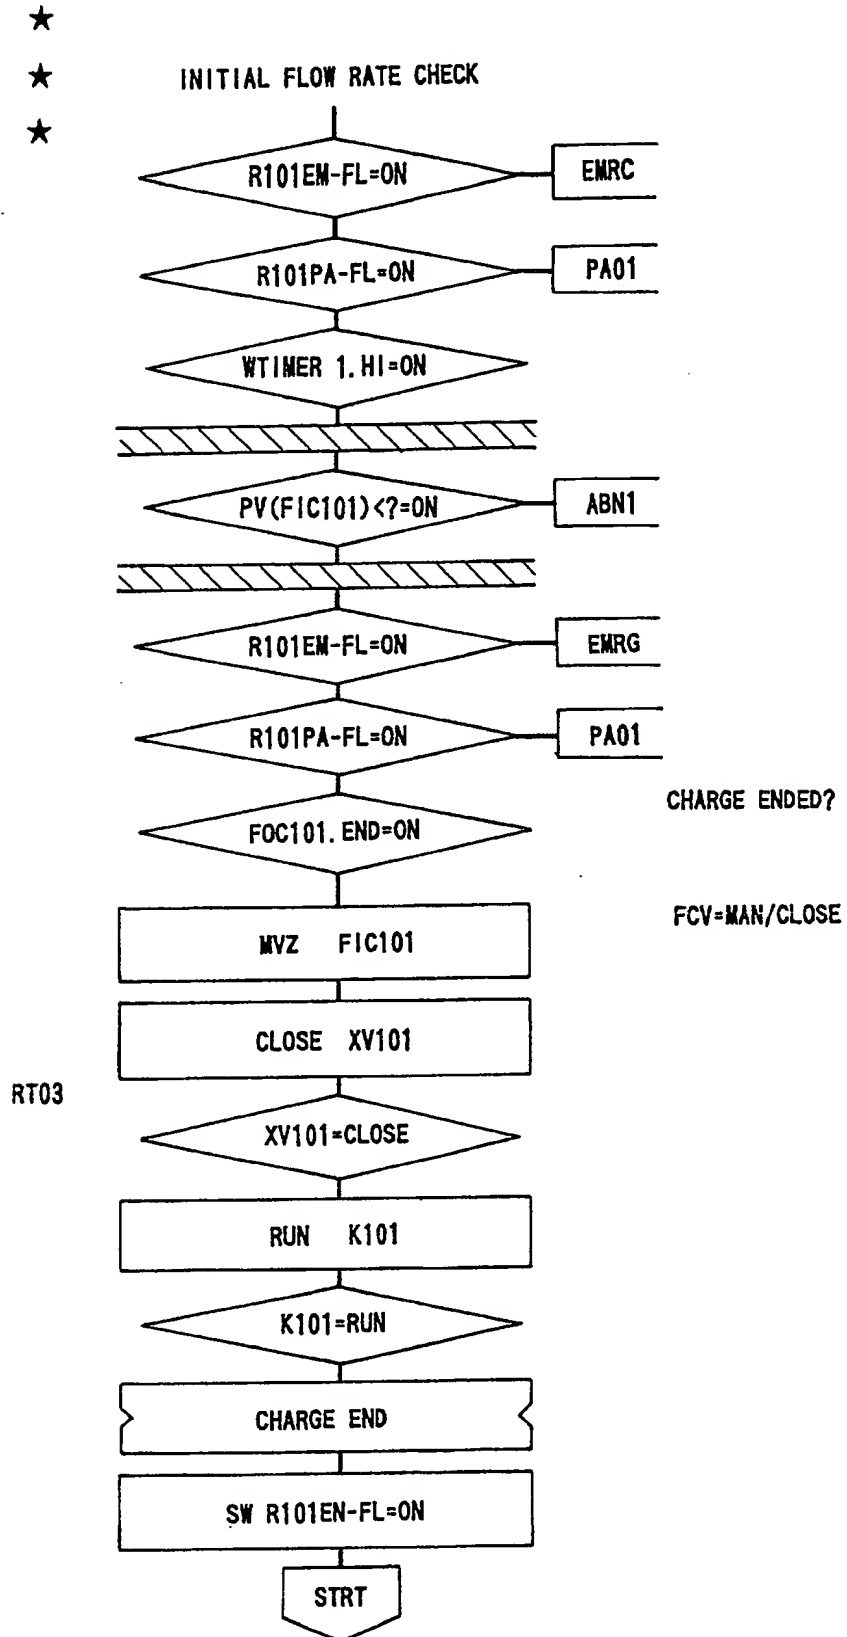 INITIAL FLOW RATE CHECK
R101EM-FL=ON
EMRC
R101PA-FL=ON
PA01
WTIMER 1.HI=ON
PV(FIC101)<?=ON
ABN1
R101EM-FL=ON
EMRG
R101PA-FL=ON
PA01
CHARGE ENDED?
FOC101.END=ON
FCV=MAN/CLOSE
MVZ FIC101
CLOSE XV101
RT03
XV101=CLOSE
RUN K101
K101=RUN
CHARGE END
SW R101EN-FL=ON
STRT